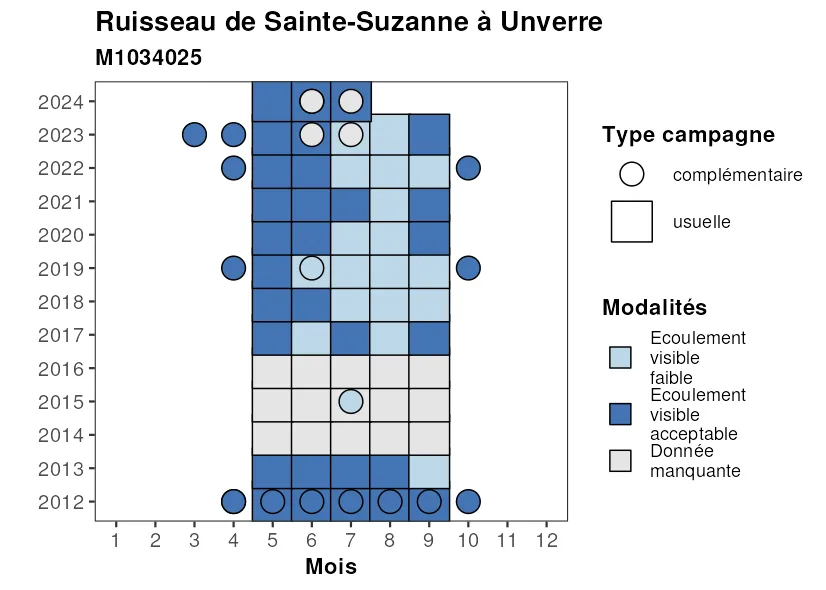 Ruisseau de Sainte-Suzanne à Unverre
M1034025
2024
2023
2022
2021
2020
2019
2018
2017
2016
2015
2014
2013
2012
1 2 3 4 5 6 7 8 9 10 11 12
Mois
Type campagne
complémentaire
usuelle
Modalités
Ecoulement
visible
faible
Ecoulement
visible
acceptable
Donnée
manquante